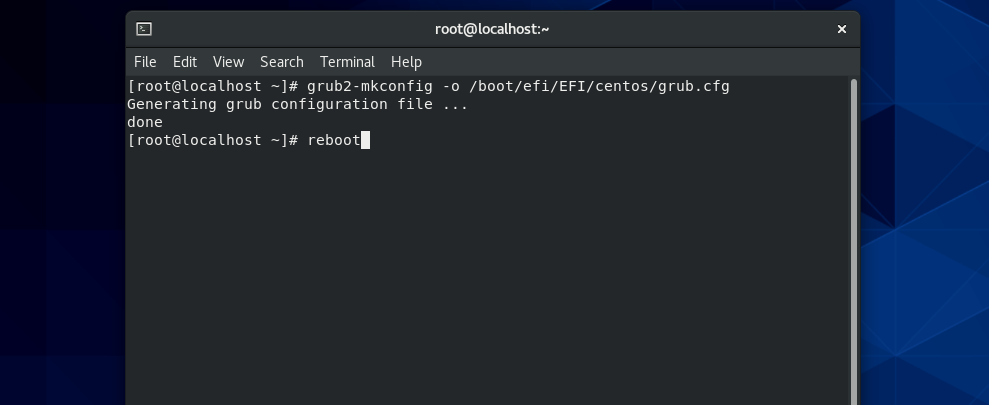 root@localhost:~
File Edit View Search Terminal Help
[root@localhost ~]# grub2-mkconfig -o /boot/efi/EFI/centos/grub.cfg
Generating grub configuration file ...
done
[root@localhost ~]# reboot